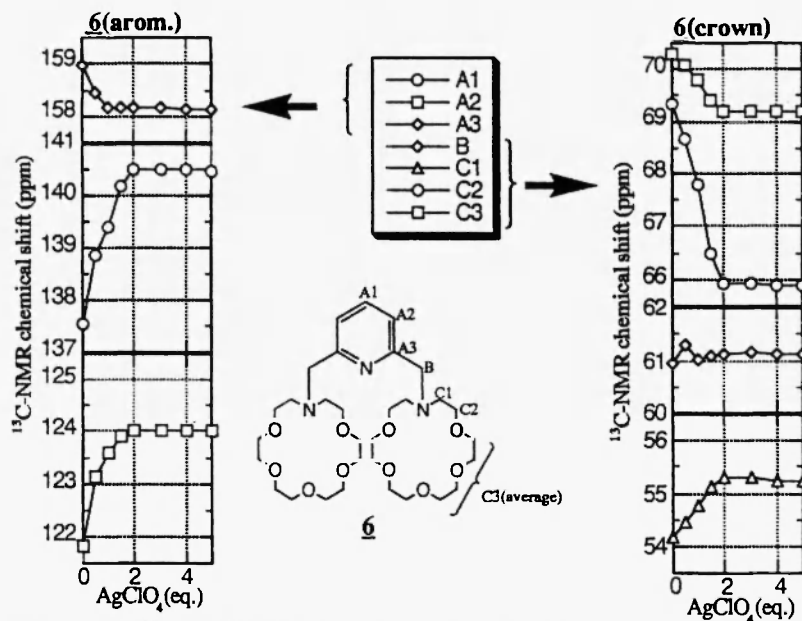 6(arom.)
159
158
141
140
139
138
137
125
124
123
122
¹³C-NMR chemical shift (ppm)
0 2 4
AgClO₄(eq.)
A1
A2
A3
B
C1
C2
C3
A1
A2
A3
N
B
N
N
C1
C2
O
O
O
O
O
O
O
O
O
O
C3(average)
6
6(crown)
70
69
68
67
66
62
61
60
56
55
54
¹³C-NMR chemical shift (ppm)
0 2 4
AgClO₄(eq.)